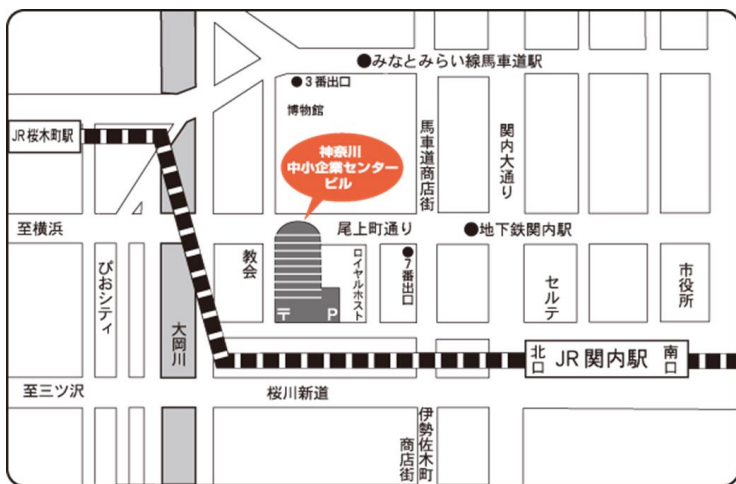 みなとみらい線馬車道駅
3番出口
博物館
JR桜木町駅
神奈川
中小企業センター
ビル
馬車道商店街
関内大通り
至横浜
尾上町通り
地下鉄関内駅
ぴおシティ
教会
ロイヤルホスト
7番出口
セルテ
市役所
〒
P
大岡川
北口
JR関内駅
南口
至三ツ沢
桜川新道
伊勢佐木町
商店街